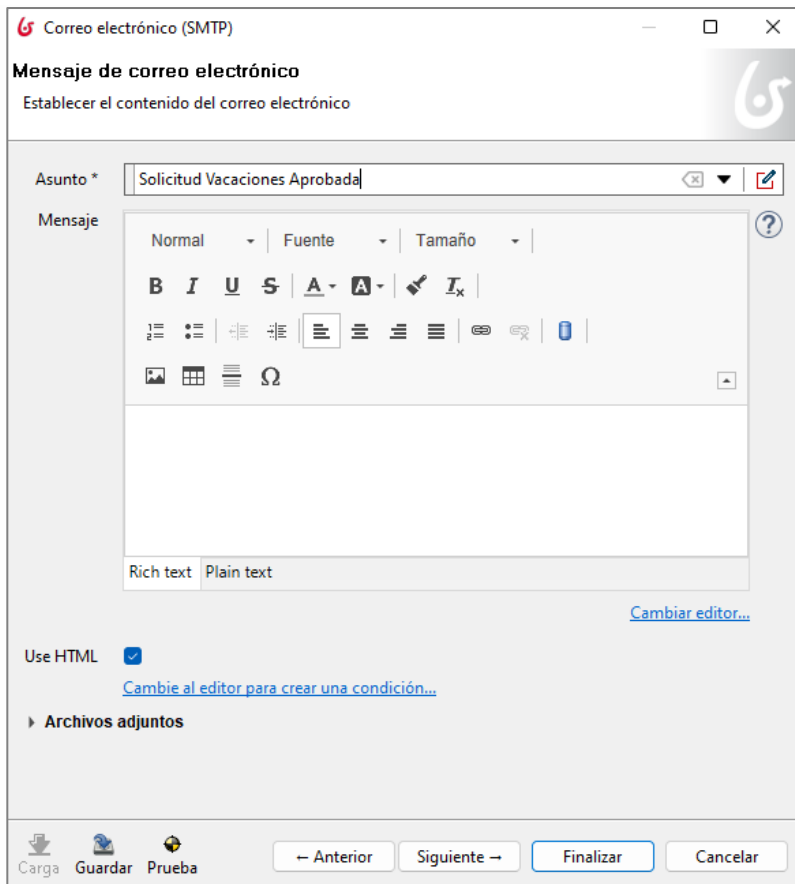 Correo electrónico (SMTP)
Mensaje de correo electrónico
Establecer el contenido del correo electrónico
Asunto * Solicitud Vacaciones Aprobada
Mensaje
Normal Fuente Tamaño
B I U S A A Tx
Ω
Rich text Plain text
Cambiar editor...
Use HTML
Cambie al editor para crear una condición...
Archivos adjuntos
Carga Guardar Prueba ← Anterior Siguiente → Finalizar Cancelar